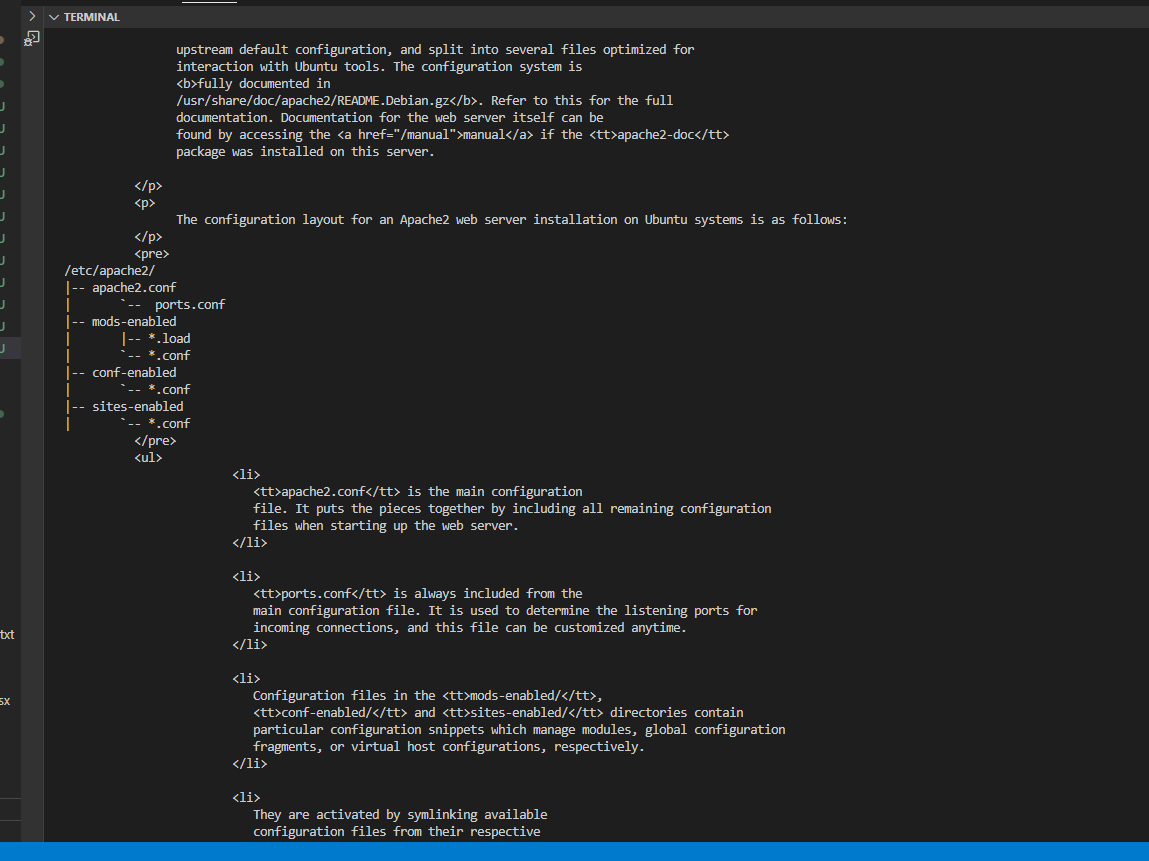 TERMINAL
upstream default configuration, and split into several files optimized for
interaction with Ubuntu tools. The configuration system is
<b>fully documented in
/usr/share/doc/apache2/README.Debian.gz</b>. Refer to this for the full
documentation. Documentation for the web server itself can be
found by accessing the <a href="/manual">manual</a> if the <tt>apache2-doc</tt>
package was installed on this server.
</p>
<p>
The configuration layout for an Apache2 web server installation on Ubuntu systems is as follows:
</p>
<pre>
/etc/apache2/
|-- apache2.conf
|       `--  ports.conf
|-- mods-enabled
|       |-- *.load
|       `-- *.conf
|-- conf-enabled
|       `-- *.conf
|-- sites-enabled
|       `-- *.conf
</pre>
<ul>
<li>
<tt>apache2.conf</tt> is the main configuration
file. It puts the pieces together by including all remaining configuration
files when starting up the web server.
</li>
<li>
<tt>ports.conf</tt> is always included from the
main configuration file. It is used to determine the listening ports for
incoming connections, and this file can be customized anytime.
</li>
<li>
Configuration files in the <tt>mods-enabled/</tt>,
<tt>conf-enabled/</tt> and <tt>sites-enabled/</tt> directories contain
particular configuration snippets which manage modules, global configuration
fragments, or virtual host configurations, respectively.
</li>
<li>
They are activated by symlinking available
configuration files from their respective
txt
sx